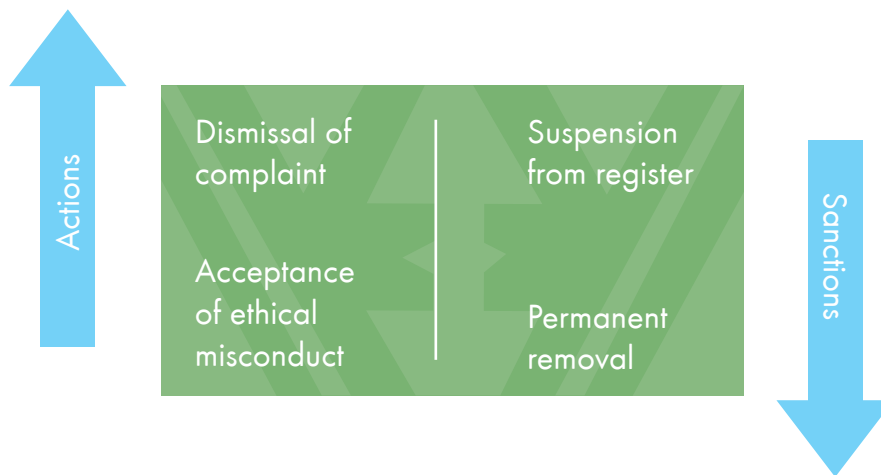 Actions
Dismissal of
complaint
Acceptance
of ethical
misconduct
Suspension
from register
Permanent
removal
Sanctions